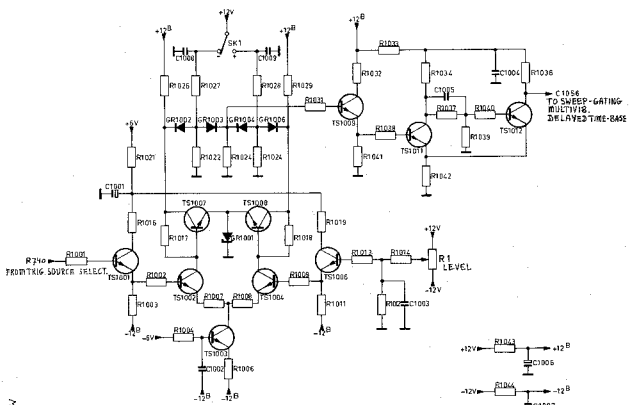 +12V
+12B
SK1
C1008
C1009
-
+
+12B
R1026
R1027
R1028
R1029
GR1002
GR1003
GR1004
GR1006
R1022
R1024
R1024
R1031
+12B
R1033
R1032
TS1009
R1038
R1041
R1034
C1005
R1037
TS1011
R1042
R1040
R1039
C1004
R1036
TS1012
C1056
TO SWEEP-GATING
MULTIVIB.
DELAYED TIME-BASE
+6V
R1021
C1001
R1016
R1017
TS1007
TS1008
GR1001
R1018
R1019
R740
FROM TRIG. SOURCE SELECT.
R1001
TS1001
R1002
TS1002
R1007
R1008
TS1004
R1009
TS1006
R1013
R1014
+12V
R1
LEVEL
-12V
R1003
-12B
R1011
-12B
C1003
-6V
R1004
TS1003
C1002
R1006
-12B
-12B
+12V
R1043
+12B
C1006
-12V
R1044
-12B